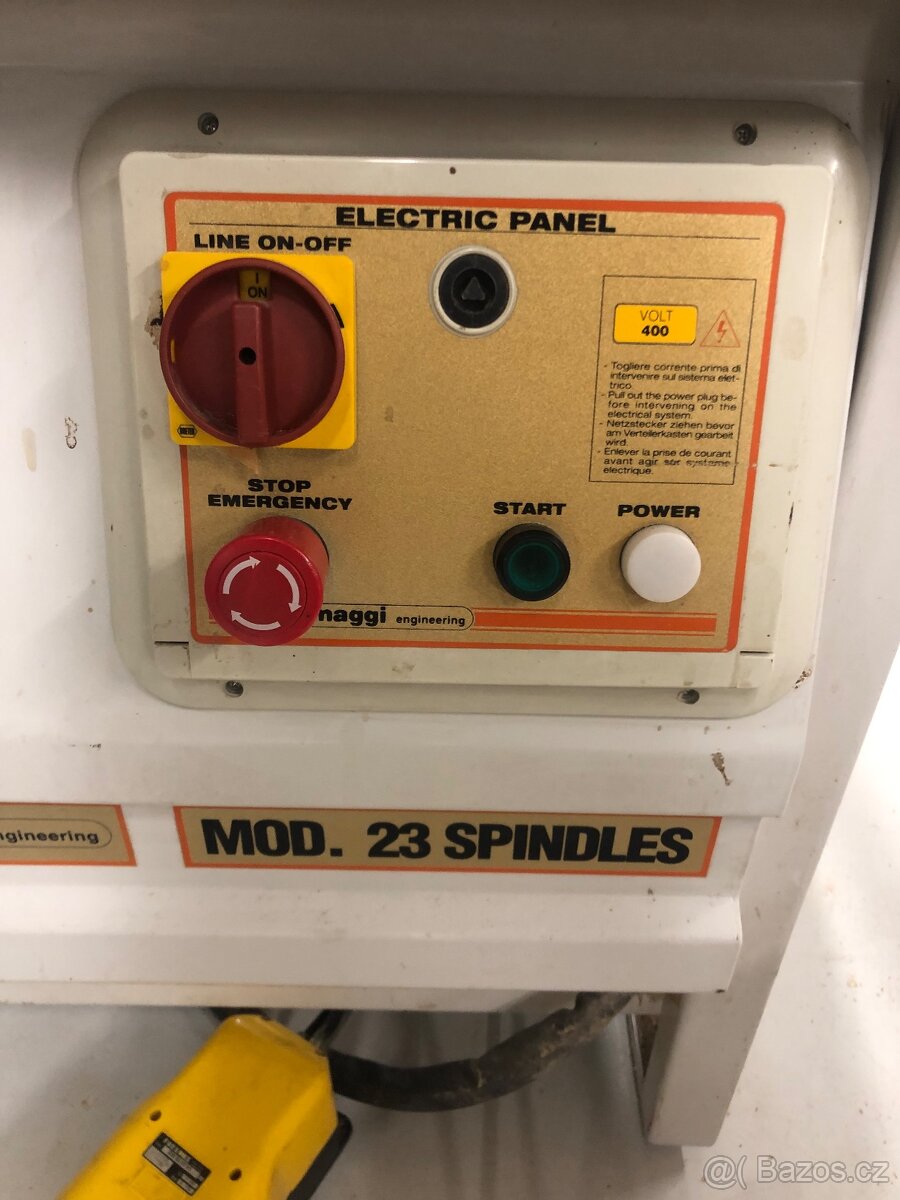 ELECTRIC PANEL
LINE ON-OFF
I
ON
VOLT
400
- Togliere corrente prima di
intervenire sul sistema elet-
trico.
- Pull out the power plug be-
fore intervening on the
electrical system.
- Netzstecker ziehen bevor
am Verteilerkasten gearbeit
wird.
- Enlever la prise de courant
avant agir sur systeme
electrique.
STOP
EMERGENCY
START
POWER
naggi engineering
ngineering
MOD. 23 SPINDLES
@( Bazos.cz